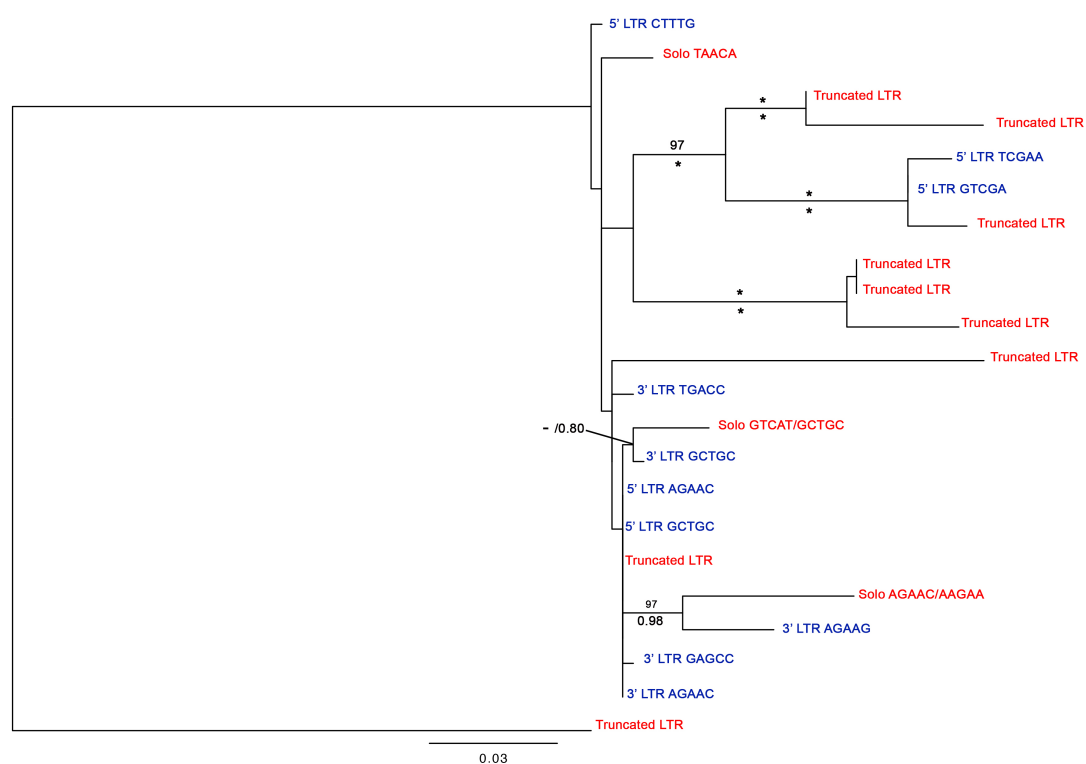 5’ LTR CTTTG
Solo TAACA
Truncated LTR
*
*
Truncated LTR
97
*
5’ LTR TCGAA
5’ LTR GTCGA
*
*
Truncated LTR
Truncated LTR
Truncated LTR
*
*
Truncated LTR
Truncated LTR
3’ LTR TGACC
Solo GTCAT/GCTGC
- /0.80
3’ LTR GCTGC
5’ LTR AGAAC
5’ LTR GCTGC
Truncated LTR
Solo AGAAC/AAGAA
97
0.98
3’ LTR AGAAG
3’ LTR GAGCC
3’ LTR AGAAC
Truncated LTR
0.03